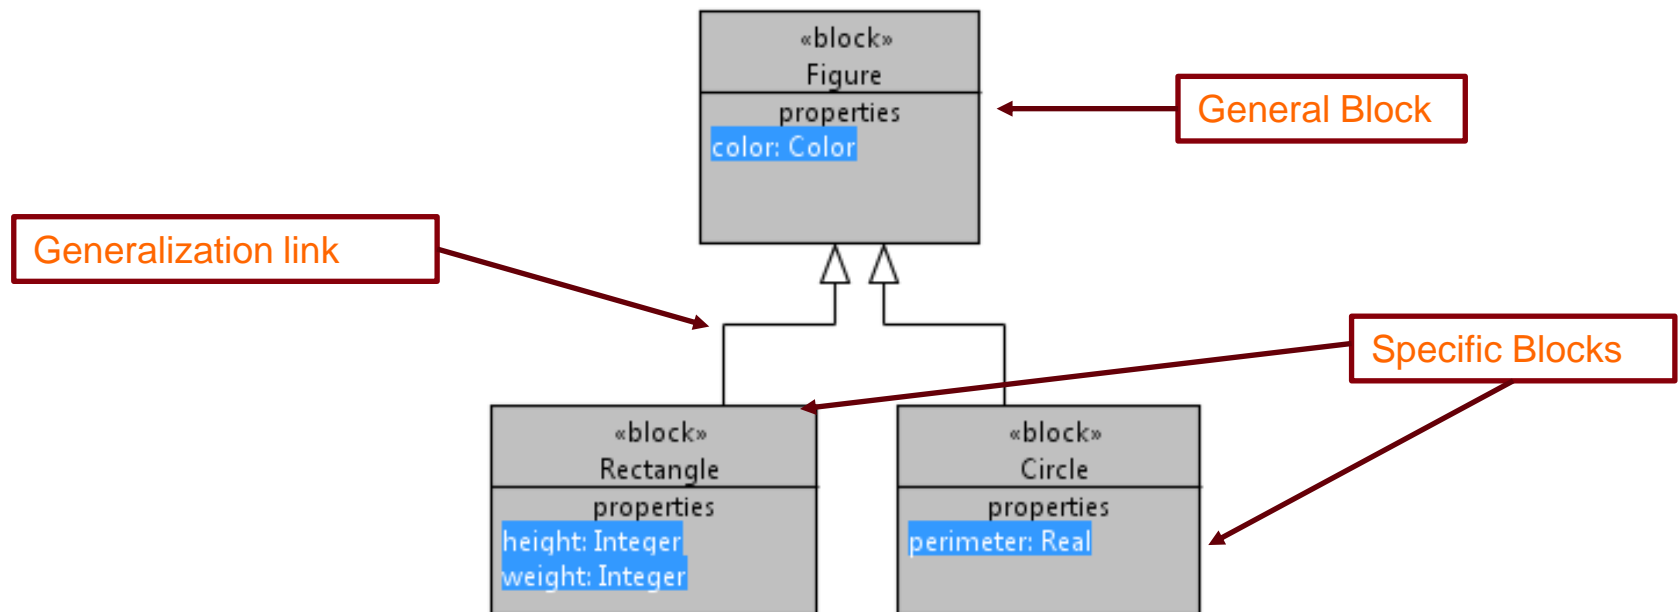 «block»
Figure
properties
color: Color
General Block
Generalization link
Specific Blocks
«block»
Rectangle
properties
height: Integer
weight: Integer
«block»
Circle
properties
perimeter: Real